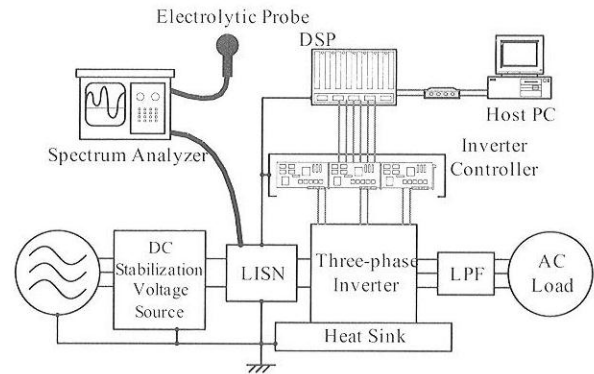 Electrolytic Probe
DSP
Host PC
Spectrum Analyzer
Inverter
Controller
DC
Stabilization
Voltage
Source
LISN
Three-phase
Inverter
LPF
AC
Load
Heat Sink